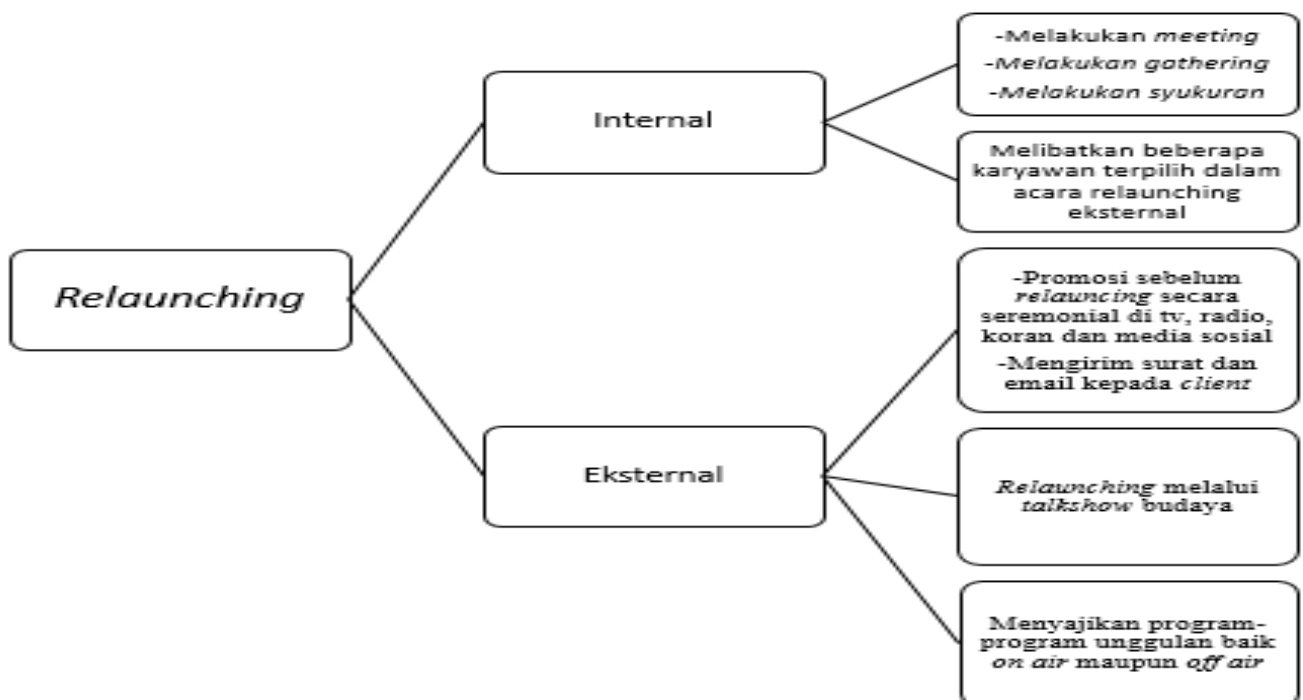 Relaunching
Internal
-Melakukan meeting
-Melakukan gathering
-Melakukan syukuran
Melibatkan beberapa
karyawan terpilih dalam
acara relaunching
eksternal
Eksternal
-Promosi sebelum
relauncing secara
seremonial di tv, radio,
koran dan media sosial
-Mengirim surat dan
email kepada client
Relaunching melalui
talkshow budaya
Menyajikan program-
program unggulan baik
on air maupun off air